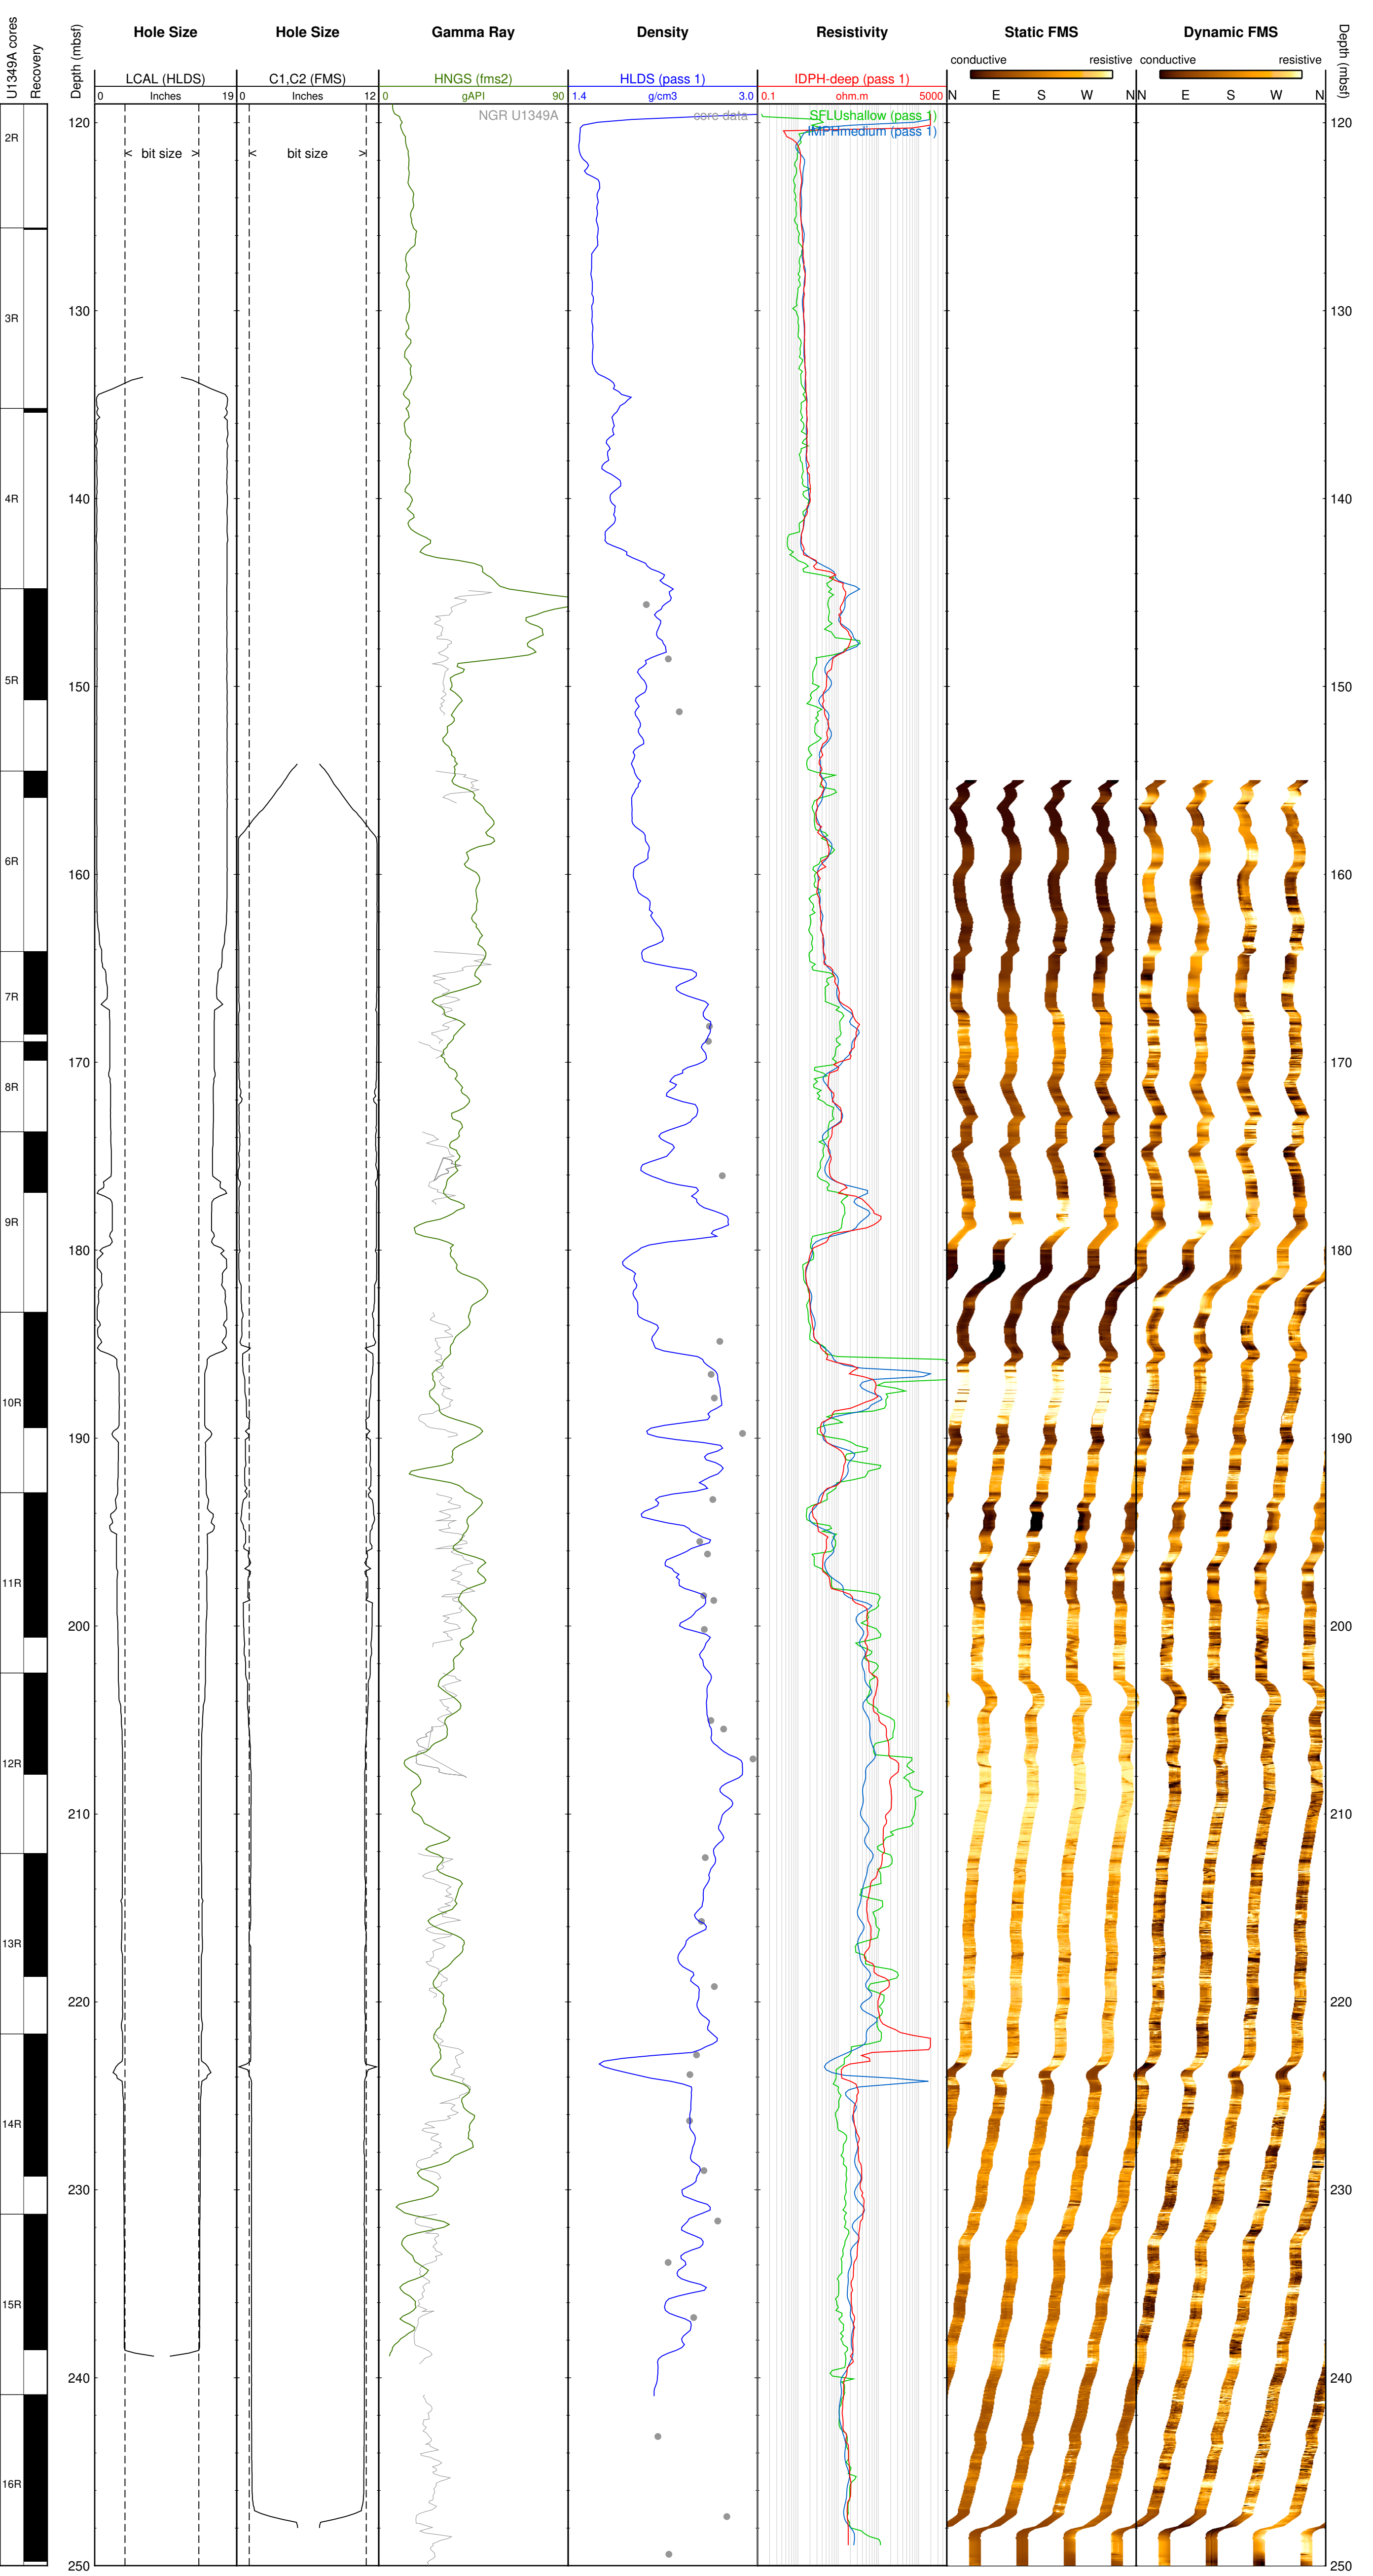 U1349A cores
Recovery
Depth (mbsf)
Hole Size
Hole Size
Gamma Ray
Density
Resistivity
Static FMS
Dynamic FMS
Depth (mbsf)
conductive resistive
conductive resistive
LCAL (HLDS)
C1,C2 (FMS)
HNGS (fms2)
HLDS (pass 1)
IDPH-deep (pass 1)
0 Inches 19
0 Inches 12
0 gAPI 90
1.4 g/cm3 3.0
0.1 ohm.m 5000
N E S W N
N E S W N
NGR U1349A
core data
SFLUshallow (pass 1)
IMPHmedium (pass 1)
< bit size >
< bit size >
120
130
140
150
160
170
180
190
200
210
220
230
240
250
120
130
140
150
160
170
180
190
200
210
220
230
240
250
2R
3R
4R
5R
6R
7R
8R
9R
10R
11R
12R
13R
14R
15R
16R